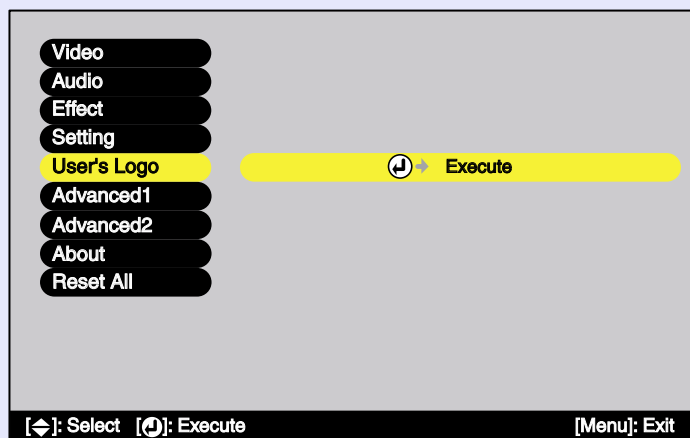 Video
Audio
Effect
Setting
User's Logo
Execute
Advanced1
Advanced2
About
Reset All
[ ]: Select [ ]: Execute [Menu]: Exit